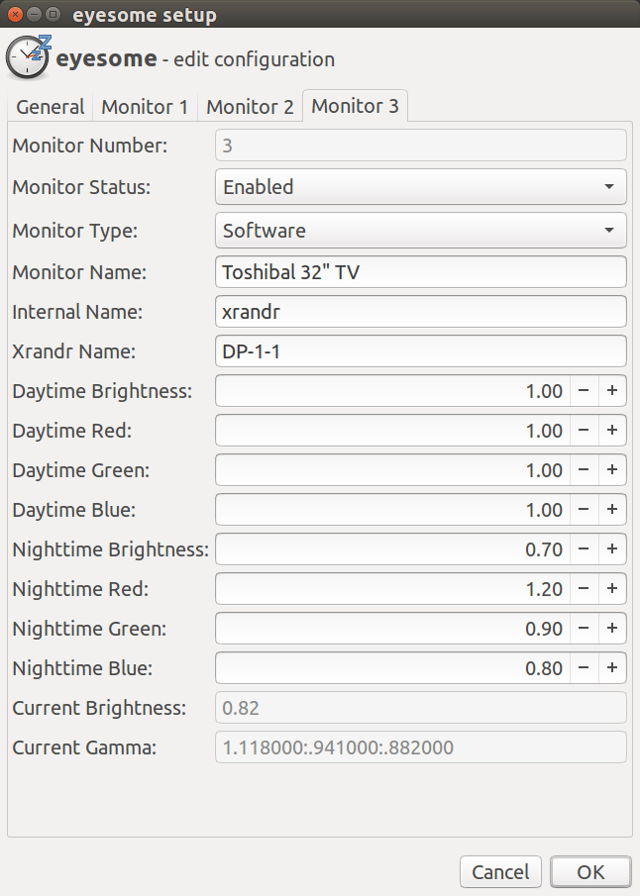 eyesome setup
eyesome - edit configuration
General Monitor 1 Monitor 2 Monitor 3
Monitor Number: 3
Monitor Status: Enabled
Monitor Type: Software
Monitor Name: Toshibal 32" TV
Internal Name: xrandr
Xrandr Name: DP-1-1
Daytime Brightness: 1.00 − +
Daytime Red: 1.00 − +
Daytime Green: 1.00 − +
Daytime Blue: 1.00 − +
Nighttime Brightness: 0.70 − +
Nighttime Red: 1.20 − +
Nighttime Green: 0.90 − +
Nighttime Blue: 0.80 − +
Current Brightness: 0.82
Current Gamma: 1.118000:.941000:.882000
Cancel OK